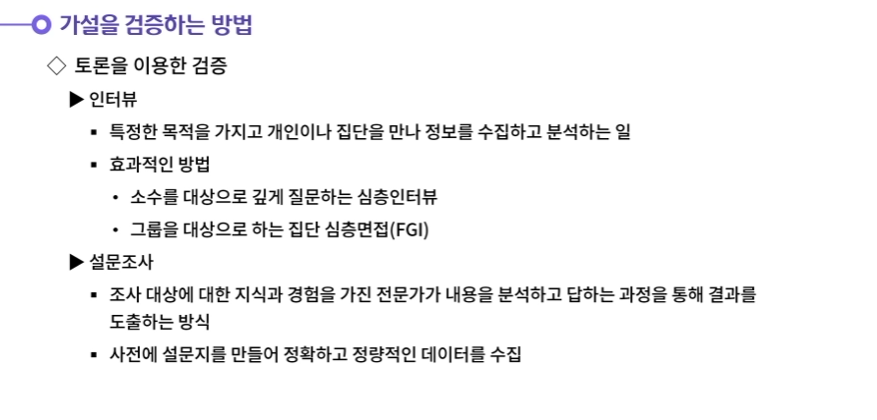 가설을 검증하는 방법
◇ 토론을 이용한 검증
▶ 인터뷰
▪ 특정한 목적을 가지고 개인이나 집단을 만나 정보를 수집하고 분석하는 일
▪ 효과적인 방법
• 소수를 대상으로 깊게 질문하는 심층인터뷰
• 그룹을 대상으로 하는 집단 심층면접(FGI)
▶ 설문조사
▪ 조사 대상에 대한 지식과 경험을 가진 전문가가 내용을 분석하고 답하는 과정을 통해 결과를
도출하는 방식
▪ 사전에 설문지를 만들어 정확하고 정량적인 데이터를 수집